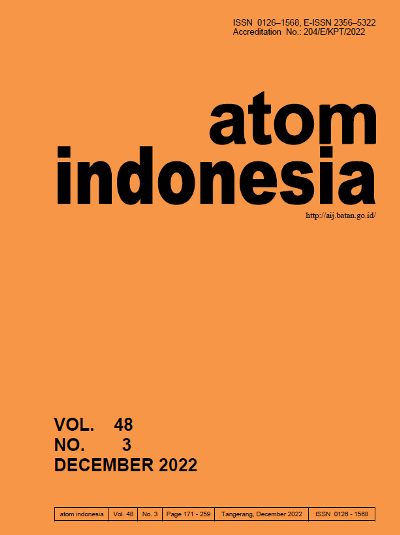 ISSN 0126–1568, E-ISSN 2356–5322
Accreditation No.: 204/E/KPT/2022
atom
indonesia
http://aij.batan.go.id/
VOL. 48
NO. 3
DECEMBER 2022
atom indonesia Vol. 48 No. 3 Page 171 - 259 Tangerang, December 2022 ISSN 0126 - 1568